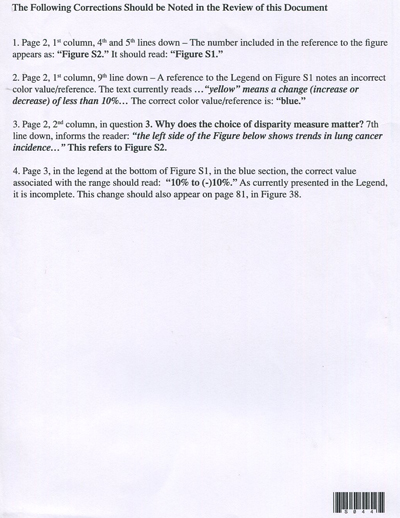 The Following Corrections Should be Noted in the Review of this Document
1. Page 2, 1st column, 4th and 5th lines down – The number included in the reference to the figure
appears as: “Figure S2.” It should read: “Figure S1.”
2. Page 2, 1st column, 9th line down – A reference to the Legend on Figure S1 notes an incorrect
color value/reference. The text currently reads …“yellow” means a change (increase or
decrease) of less than 10%… The correct color value/reference is: “blue.”
3. Page 2, 2nd column, in question 3. Why does the choice of disparity measure matter? 7th
line down, informs the reader: “the left side of the Figure below shows trends in lung cancer
incidence…” This refers to Figure S2.
4. Page 3, in the legend at the bottom of Figure S1, in the blue section, the correct value
associated with the range should read: “10% to (-)10%.” As currently presented in the Legend,
it is incomplete. This change should also appear on page 81, in Figure 38.
S044